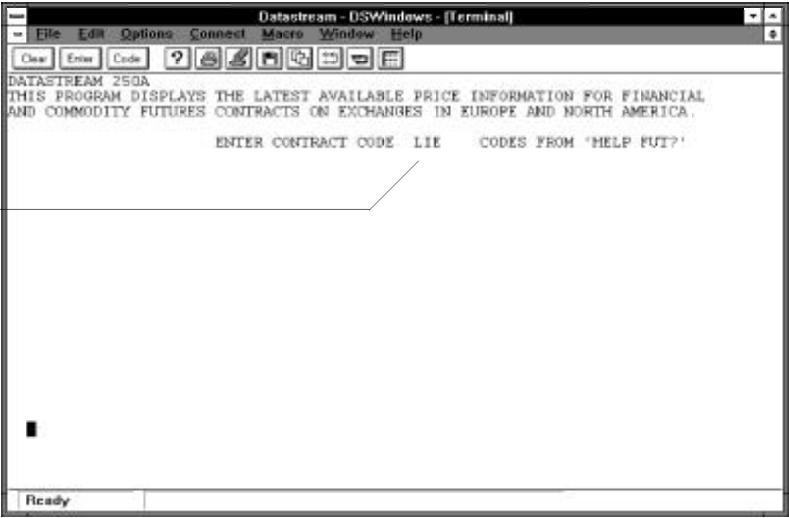 Datastream - DSWindows - [Terminal]
File Edit Options Connect Macro Window Help
Clear Enter Code ?
DATASTREAM 250A
THIS PROGRAM DISPLAYS THE LATEST AVAILABLE PRICE INFORMATION FOR FINANCIAL
AND COMMODITY FUTURES CONTRACTS ON EXCHANGES IN EUROPE AND NORTH AMERICA.
ENTER CONTRACT CODE LIE CODES FROM 'HELP FUT?'
Ready